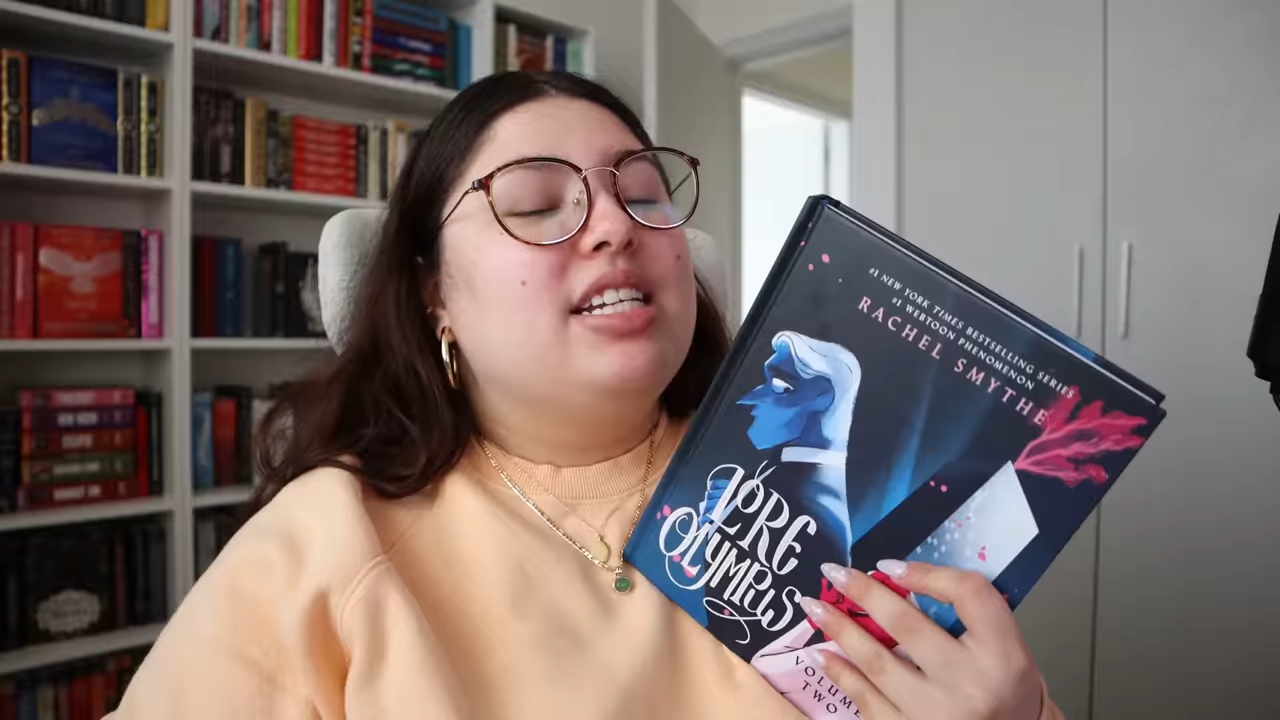 #1 NEW YORK TIMES BESTSELLING SERIES
#1 WEBTOON PHENOMENON
RACHEL SMYTHE
LORE
OLYMPUS
VOLUME
TWO